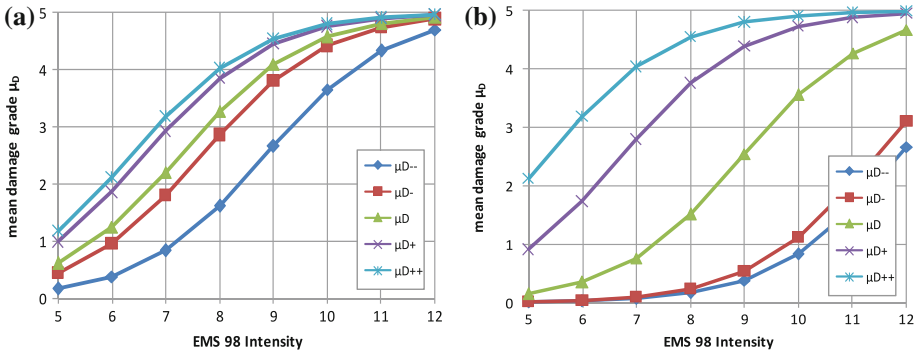 (a)
mean damage grade μD
5
4
3
2
1
0
5 6 7 8 9 10 11 12
EMS 98 Intensity
μD--
μD-
μD
μD+
μD++
(b)
mean damage grade μD
5
4
3
2
1
0
5 6 7 8 9 10 11 12
EMS 98 Intensity
μD--
μD-
μD
μD+
μD++